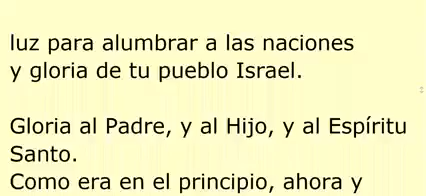 luz para alumbrar a las naciones
y gloria de tu pueblo Israel.
Gloria al Padre, y al Hijo, y al Espíritu
Santo.
Como era en el principio, ahora y